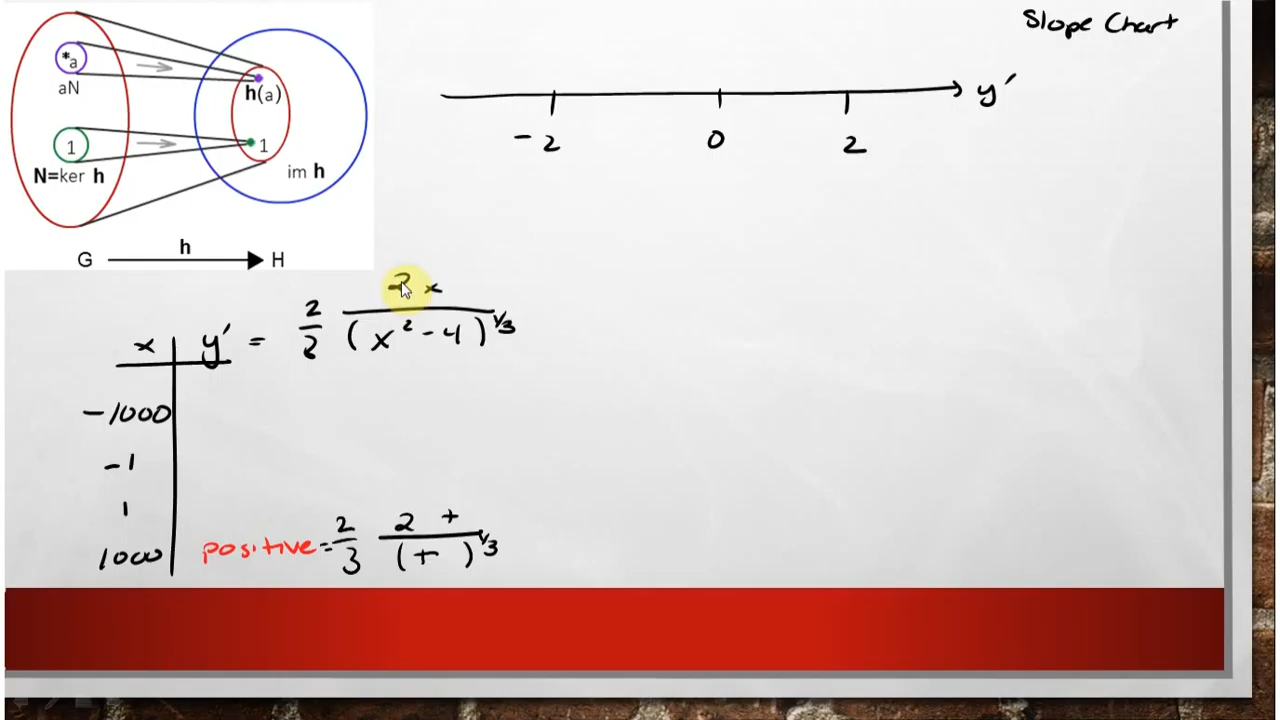 Slope Chart
*a
aN
h(a)
1
1
N=ker h
im h
h
G H
y′
-2 0 2
x y′ = 2/2 2x/(x² - 4)^1/3
-1000
-1
1
1000 positive = 2/3 2 +/(+ )^1/3